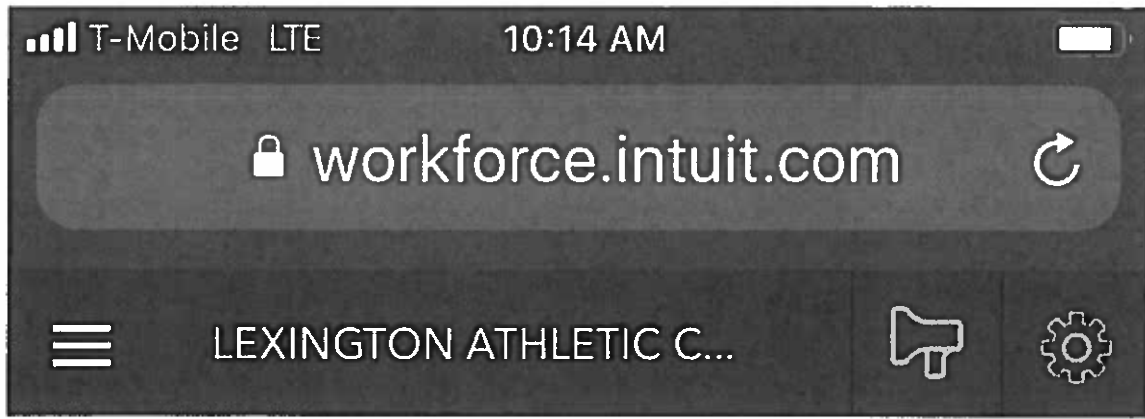 T-Mobile LTE 10:14 AM
workforce.intuit.com
LEXINGTON ATHLETIC C...